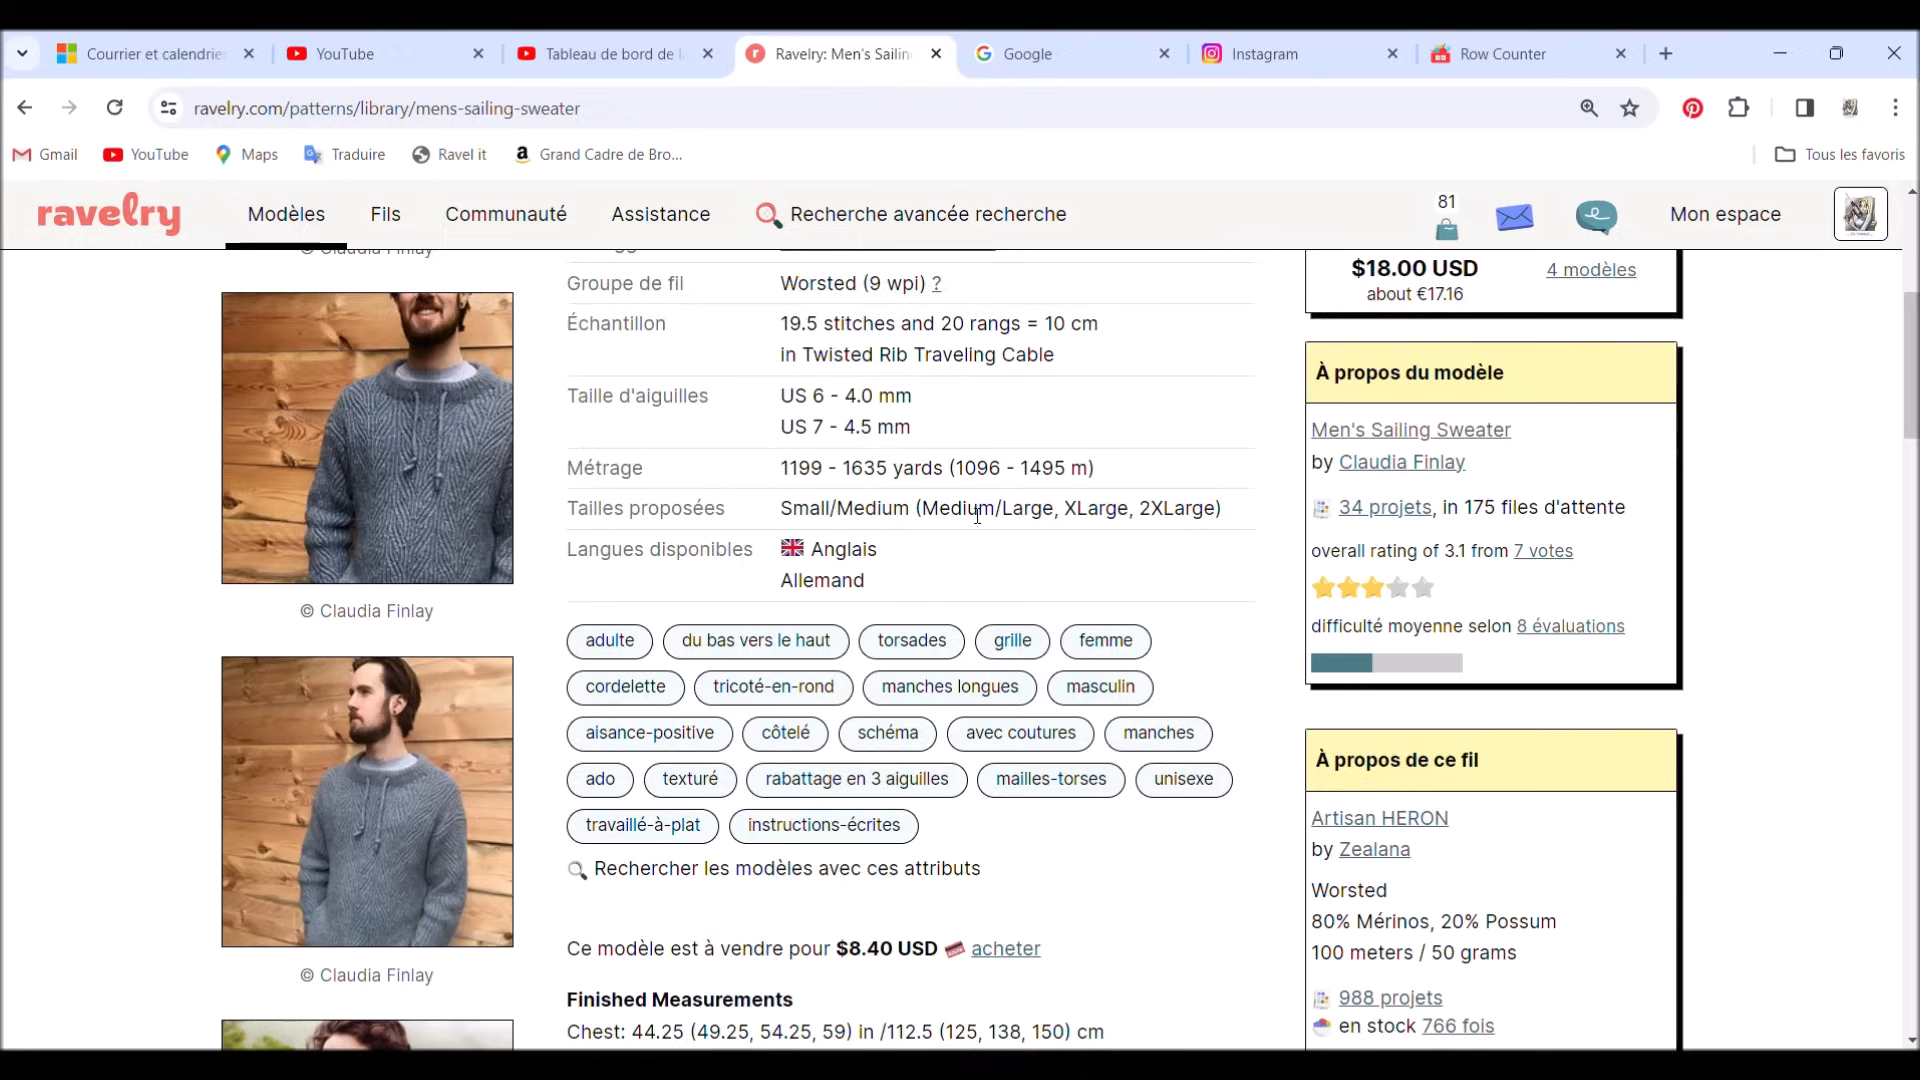 Courrier et calendrie
YouTube
Tableau de bord de l
Ravelry: Men's Sailin
Google
Instagram
Row Counter
ravelry.com/patterns/library/mens-sailing-sweater
Gmail
YouTube
Maps
Traduire
Ravel it
Grand Cadre de Bro...
Tous les favoris
ravelry
Modèles
Fils
Communauté
Assistance
Recherche avancée recherche
81
Mon espace
© Claudia Finlay
Groupe de fil
Worsted (9 wpi) ?
Échantillon
19.5 stitches and 20 rangs = 10 cm
in Twisted Rib Traveling Cable
Taille d'aiguilles
US 6 - 4.0 mm
US 7 - 4.5 mm
Métrage
1199 - 1635 yards (1096 - 1495 m)
Tailles proposées
Small/Medium (Medium/Large, XLarge, 2XLarge)
Langues disponibles
Anglais
Allemand
© Claudia Finlay
adulte
du bas vers le haut
torsades
grille
femme
cordelette
tricoté-en-rond
manches longues
masculin
aisance-positive
côtelé
schéma
avec coutures
manches
ado
texturé
rabattage en 3 aiguilles
mailles-torses
unisexe
travaillé-à-plat
instructions-écrites
Rechercher les modèles avec ces attributs
Ce modèle est à vendre pour $8.40 USD acheter
© Claudia Finlay
Finished Measurements
Chest: 44.25 (49.25, 54.25, 59) in /112.5 (125, 138, 150) cm
$18.00 USD
4 modèles
about €17.16
À propos du modèle
Men's Sailing Sweater
by Claudia Finlay
34 projets, in 175 files d'attente
overall rating of 3.1 from 7 votes
difficulté moyenne selon 8 évaluations
À propos de ce fil
Artisan HERON
by Zealana
Worsted
80% Mérinos, 20% Possum
100 meters / 50 grams
988 projets
en stock 766 fois